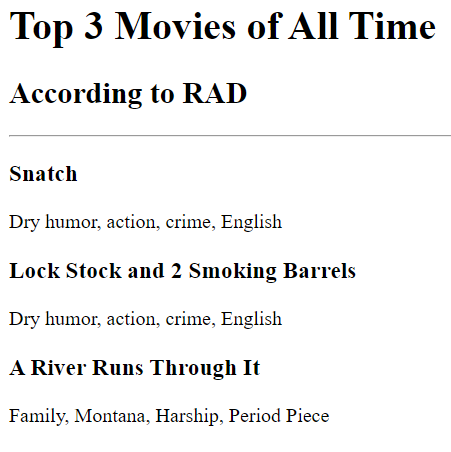 Top 3 Movies of All Time
According to RAD
Snatch
Dry humor, action, crime, English
Lock Stock and 2 Smoking Barrels
Dry humor, action, crime, English
A River Runs Through It
Family, Montana, Harship, Period Piece